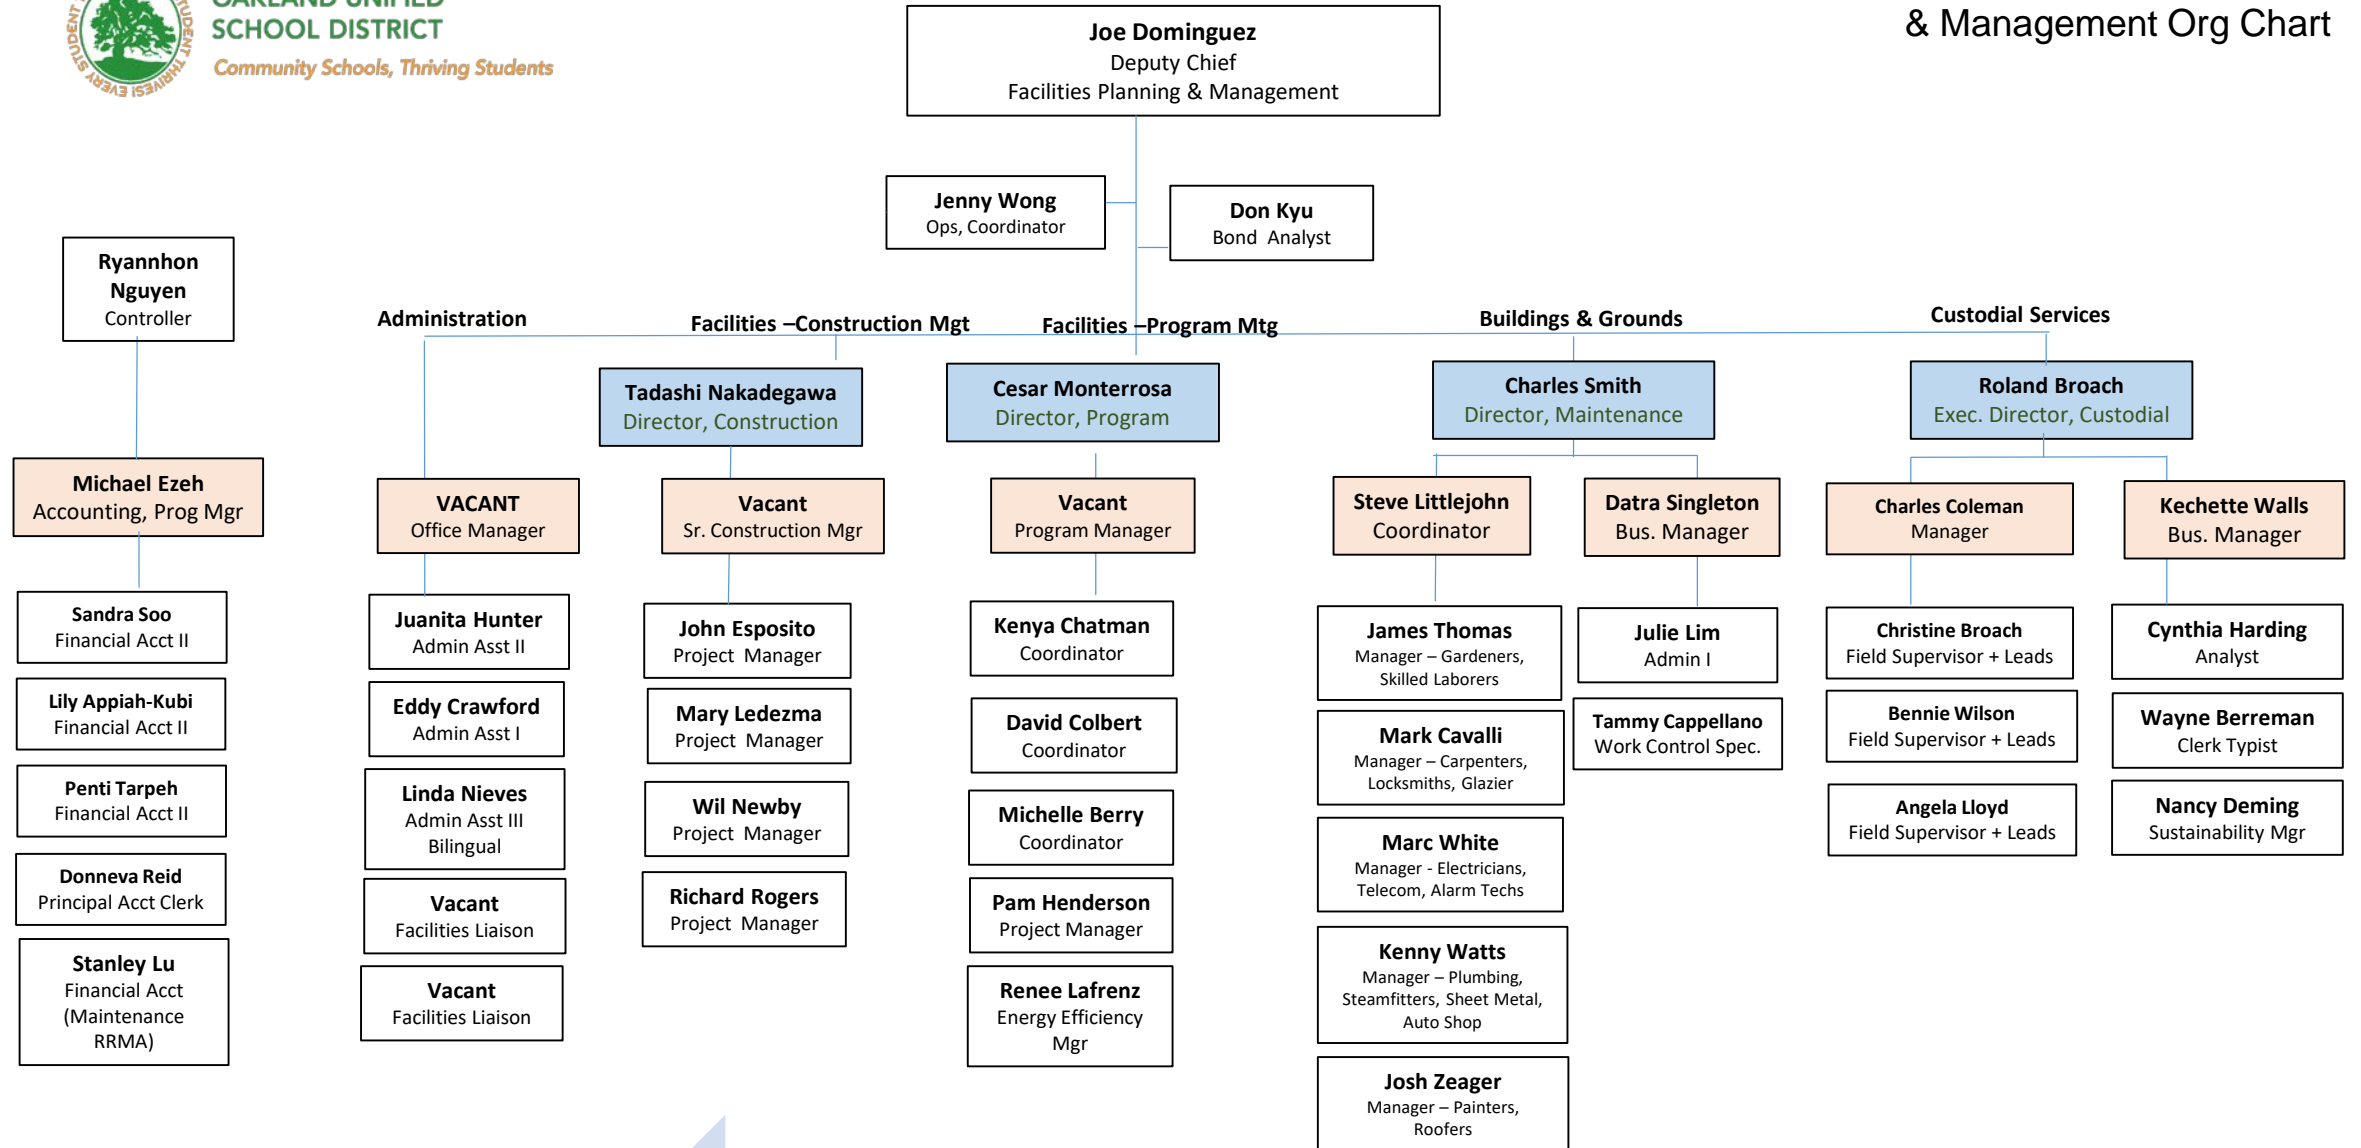 OAKLAND UNIFIED
SCHOOL DISTRICT
Community Schools, Thriving Students
EVERY STUDENT THRIVES!
& Management Org Chart
Joe Dominguez
Deputy Chief
Facilities Planning & Management
Jenny Wong
Ops, Coordinator
Don Kyu
Bond Analyst
Ryannhon
Nguyen
Controller
Administration
Facilities –Construction Mgt
Facilities –Program Mtg
Buildings & Grounds
Custodial Services
Tadashi Nakadegawa
Director, Construction
Cesar Monterrosa
Director, Program
Charles Smith
Director, Maintenance
Roland Broach
Exec. Director, Custodial
Michael Ezeh
Accounting, Prog Mgr
VACANT
Office Manager
Vacant
Sr. Construction Mgr
Vacant
Program Manager
Steve Littlejohn
Coordinator
Datra Singleton
Bus. Manager
Charles Coleman
Manager
Kechette Walls
Bus. Manager
Sandra Soo
Financial Acct II
Lily Appiah-Kubi
Financial Acct II
Penti Tarpeh
Financial Acct II
Donneva Reid
Principal Acct Clerk
Stanley Lu
Financial Acct
(Maintenance
RRMA)
Juanita Hunter
Admin Asst II
Eddy Crawford
Admin Asst I
Linda Nieves
Admin Asst III
Bilingual
Vacant
Facilities Liaison
Vacant
Facilities Liaison
John Esposito
Project Manager
Mary Ledezma
Project Manager
Wil Newby
Project Manager
Richard Rogers
Project Manager
Kenya Chatman
Coordinator
David Colbert
Coordinator
Michelle Berry
Coordinator
Pam Henderson
Project Manager
Renee Lafrenz
Energy Efficiency
Mgr
James Thomas
Manager – Gardeners,
Skilled Laborers
Mark Cavalli
Manager – Carpenters,
Locksmiths, Glazier
Marc White
Manager - Electricians,
Telecom, Alarm Techs
Kenny Watts
Manager – Plumbing,
Steamfitters, Sheet Metal,
Auto Shop
Josh Zeager
Manager – Painters,
Roofers
Julie Lim
Admin I
Tammy Cappellano
Work Control Spec.
Christine Broach
Field Supervisor + Leads
Bennie Wilson
Field Supervisor + Leads
Angela Lloyd
Field Supervisor + Leads
Cynthia Harding
Analyst
Wayne Berreman
Clerk Typist
Nancy Deming
Sustainability Mgr